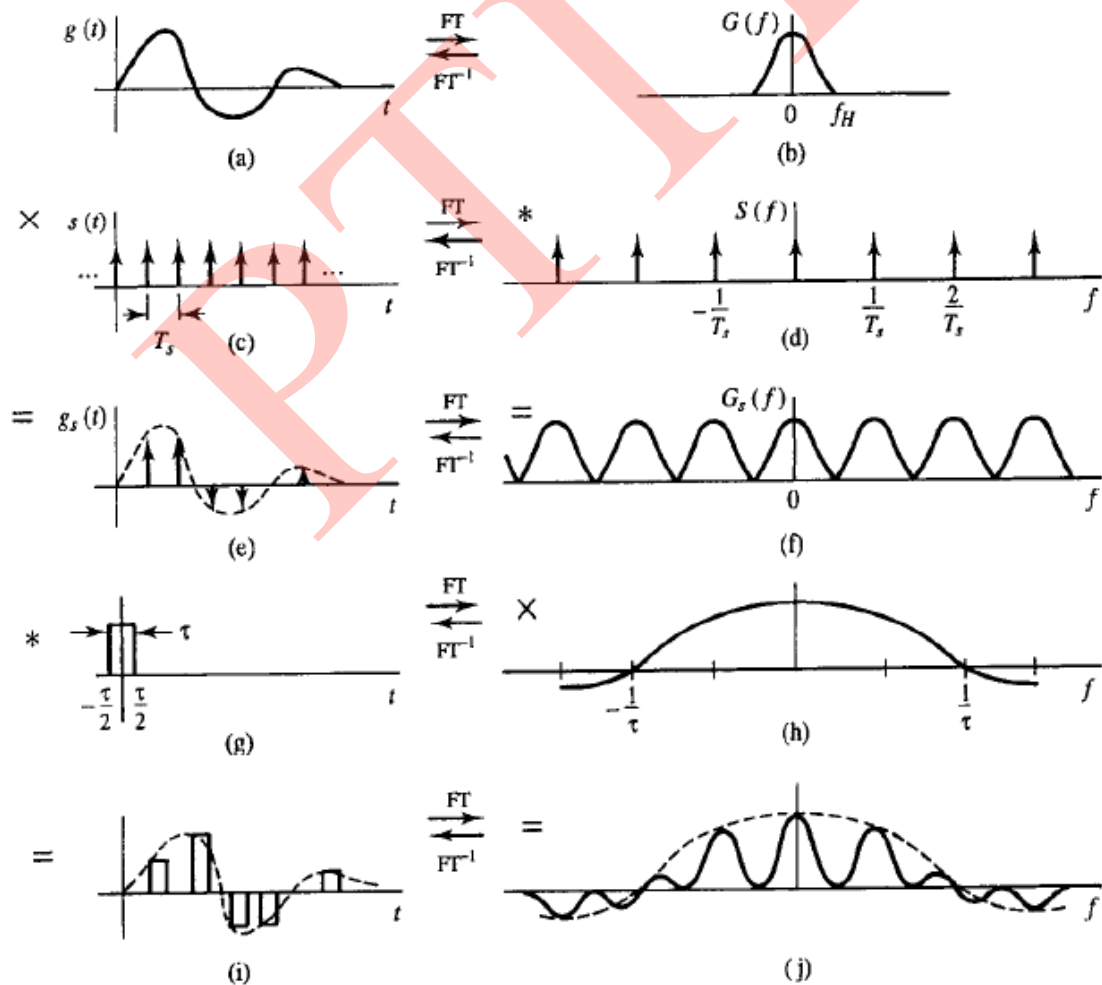 g (t)
FT
FT⁻¹
t
(a)
G (f)
0 f_H
(b)
×
s (t)
...
...
t
T_s
(c)
FT
FT⁻¹
*
S (f)
-1/T_s 1/T_s 2/T_s
f
(d)
=
g_s (t)
t
(e)
FT
FT⁻¹
=
G_s (f)
0
f
(f)
*
τ
-τ/2 τ/2
t
(g)
FT
FT⁻¹
×
-1/τ 1/τ
f
(h)
=
t
(i)
FT
FT⁻¹
=
f
(j)